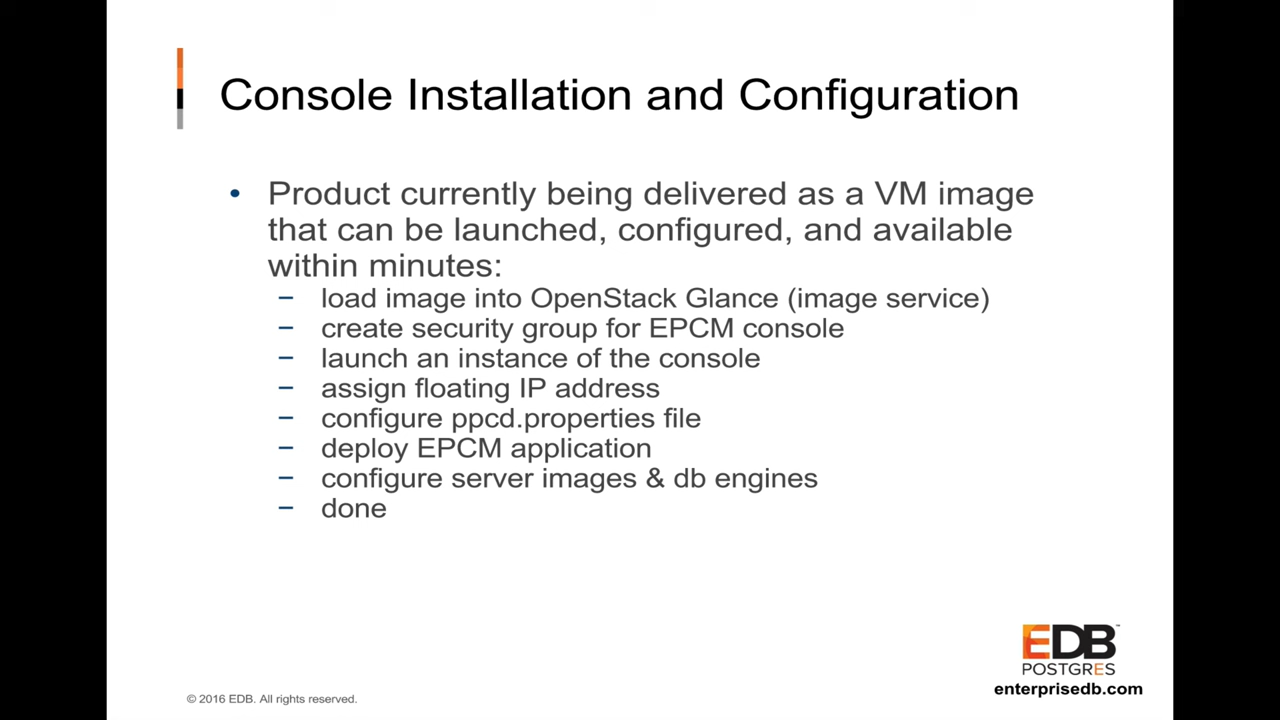 Console Installation and Configuration
• Product currently being delivered as a VM image
that can be launched, configured, and available
within minutes:
− load image into OpenStack Glance (image service)
− create security group for EPCM console
− launch an instance of the console
− assign floating IP address
− configure ppcd.properties file
− deploy EPCM application
− configure server images & db engines
− done
EDB™
POSTGRES
enterprisedb.com
© 2016 EDB. All rights reserved.